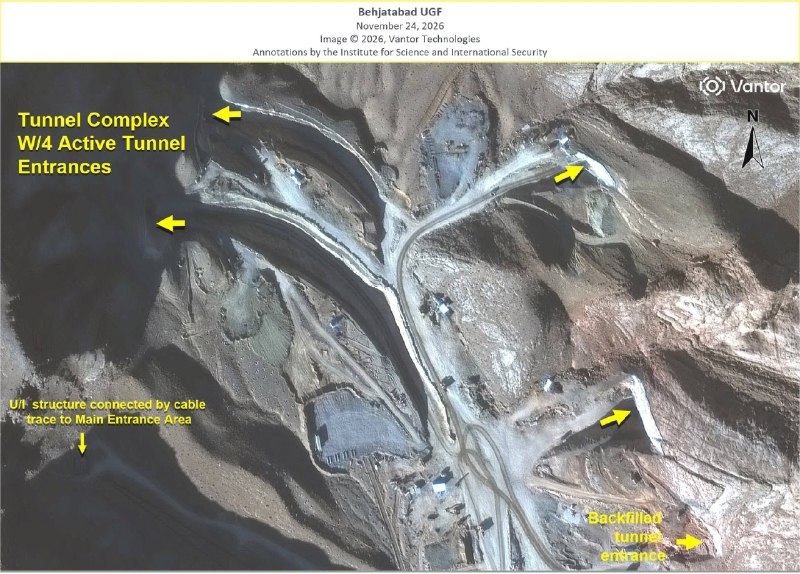 Behjatabad UGF
November 24, 2026
Image © 2026, Vantor Technologies
Annotations by the Institute for Science and International Security
Vantor
N
Tunnel Complex
W/4 Active Tunnel
Entrances
U/I structure connected by cable
trace to Main Entrance Area
Backfilled
tunnel
entrance